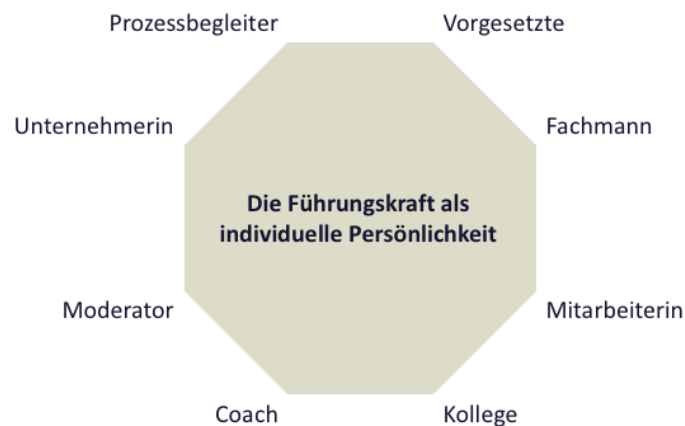 Prozessbegleiter
Vorgesetzte
Unternehmerin
Fachmann
Die Führungskraft als
individuelle Persönlichkeit
Moderator
Mitarbeiterin
Coach
Kollege